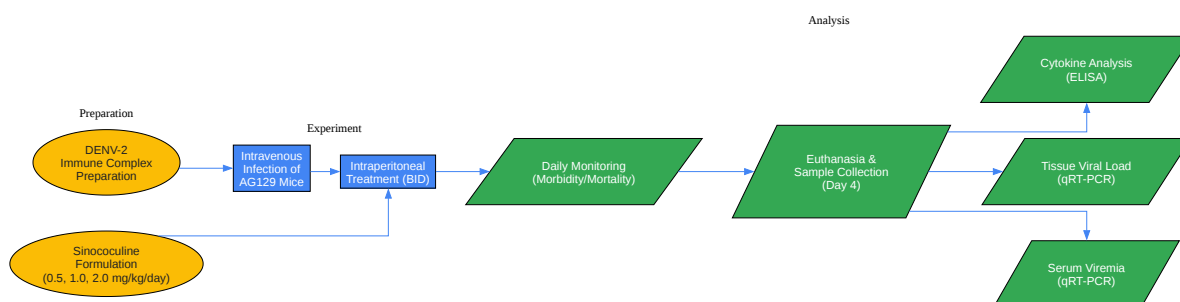 Analysis
Preparation
Experiment
DENV-2
Immune Complex
Preparation
Intravenous
Infection of
AG129 Mice
Intraperitoneal
Treatment (BID)
Daily Monitoring
(Morbidity/Mortality)
Euthanasia &
Sample Collection
(Day 4)
Cytokine Analysis
(ELISA)
Tissue Viral Load
(qRT-PCR)
Serum Viremia
(qRT-PCR)
Sinococuline
Formulation
(0.5, 1.0, 2.0 mg/kg/day)